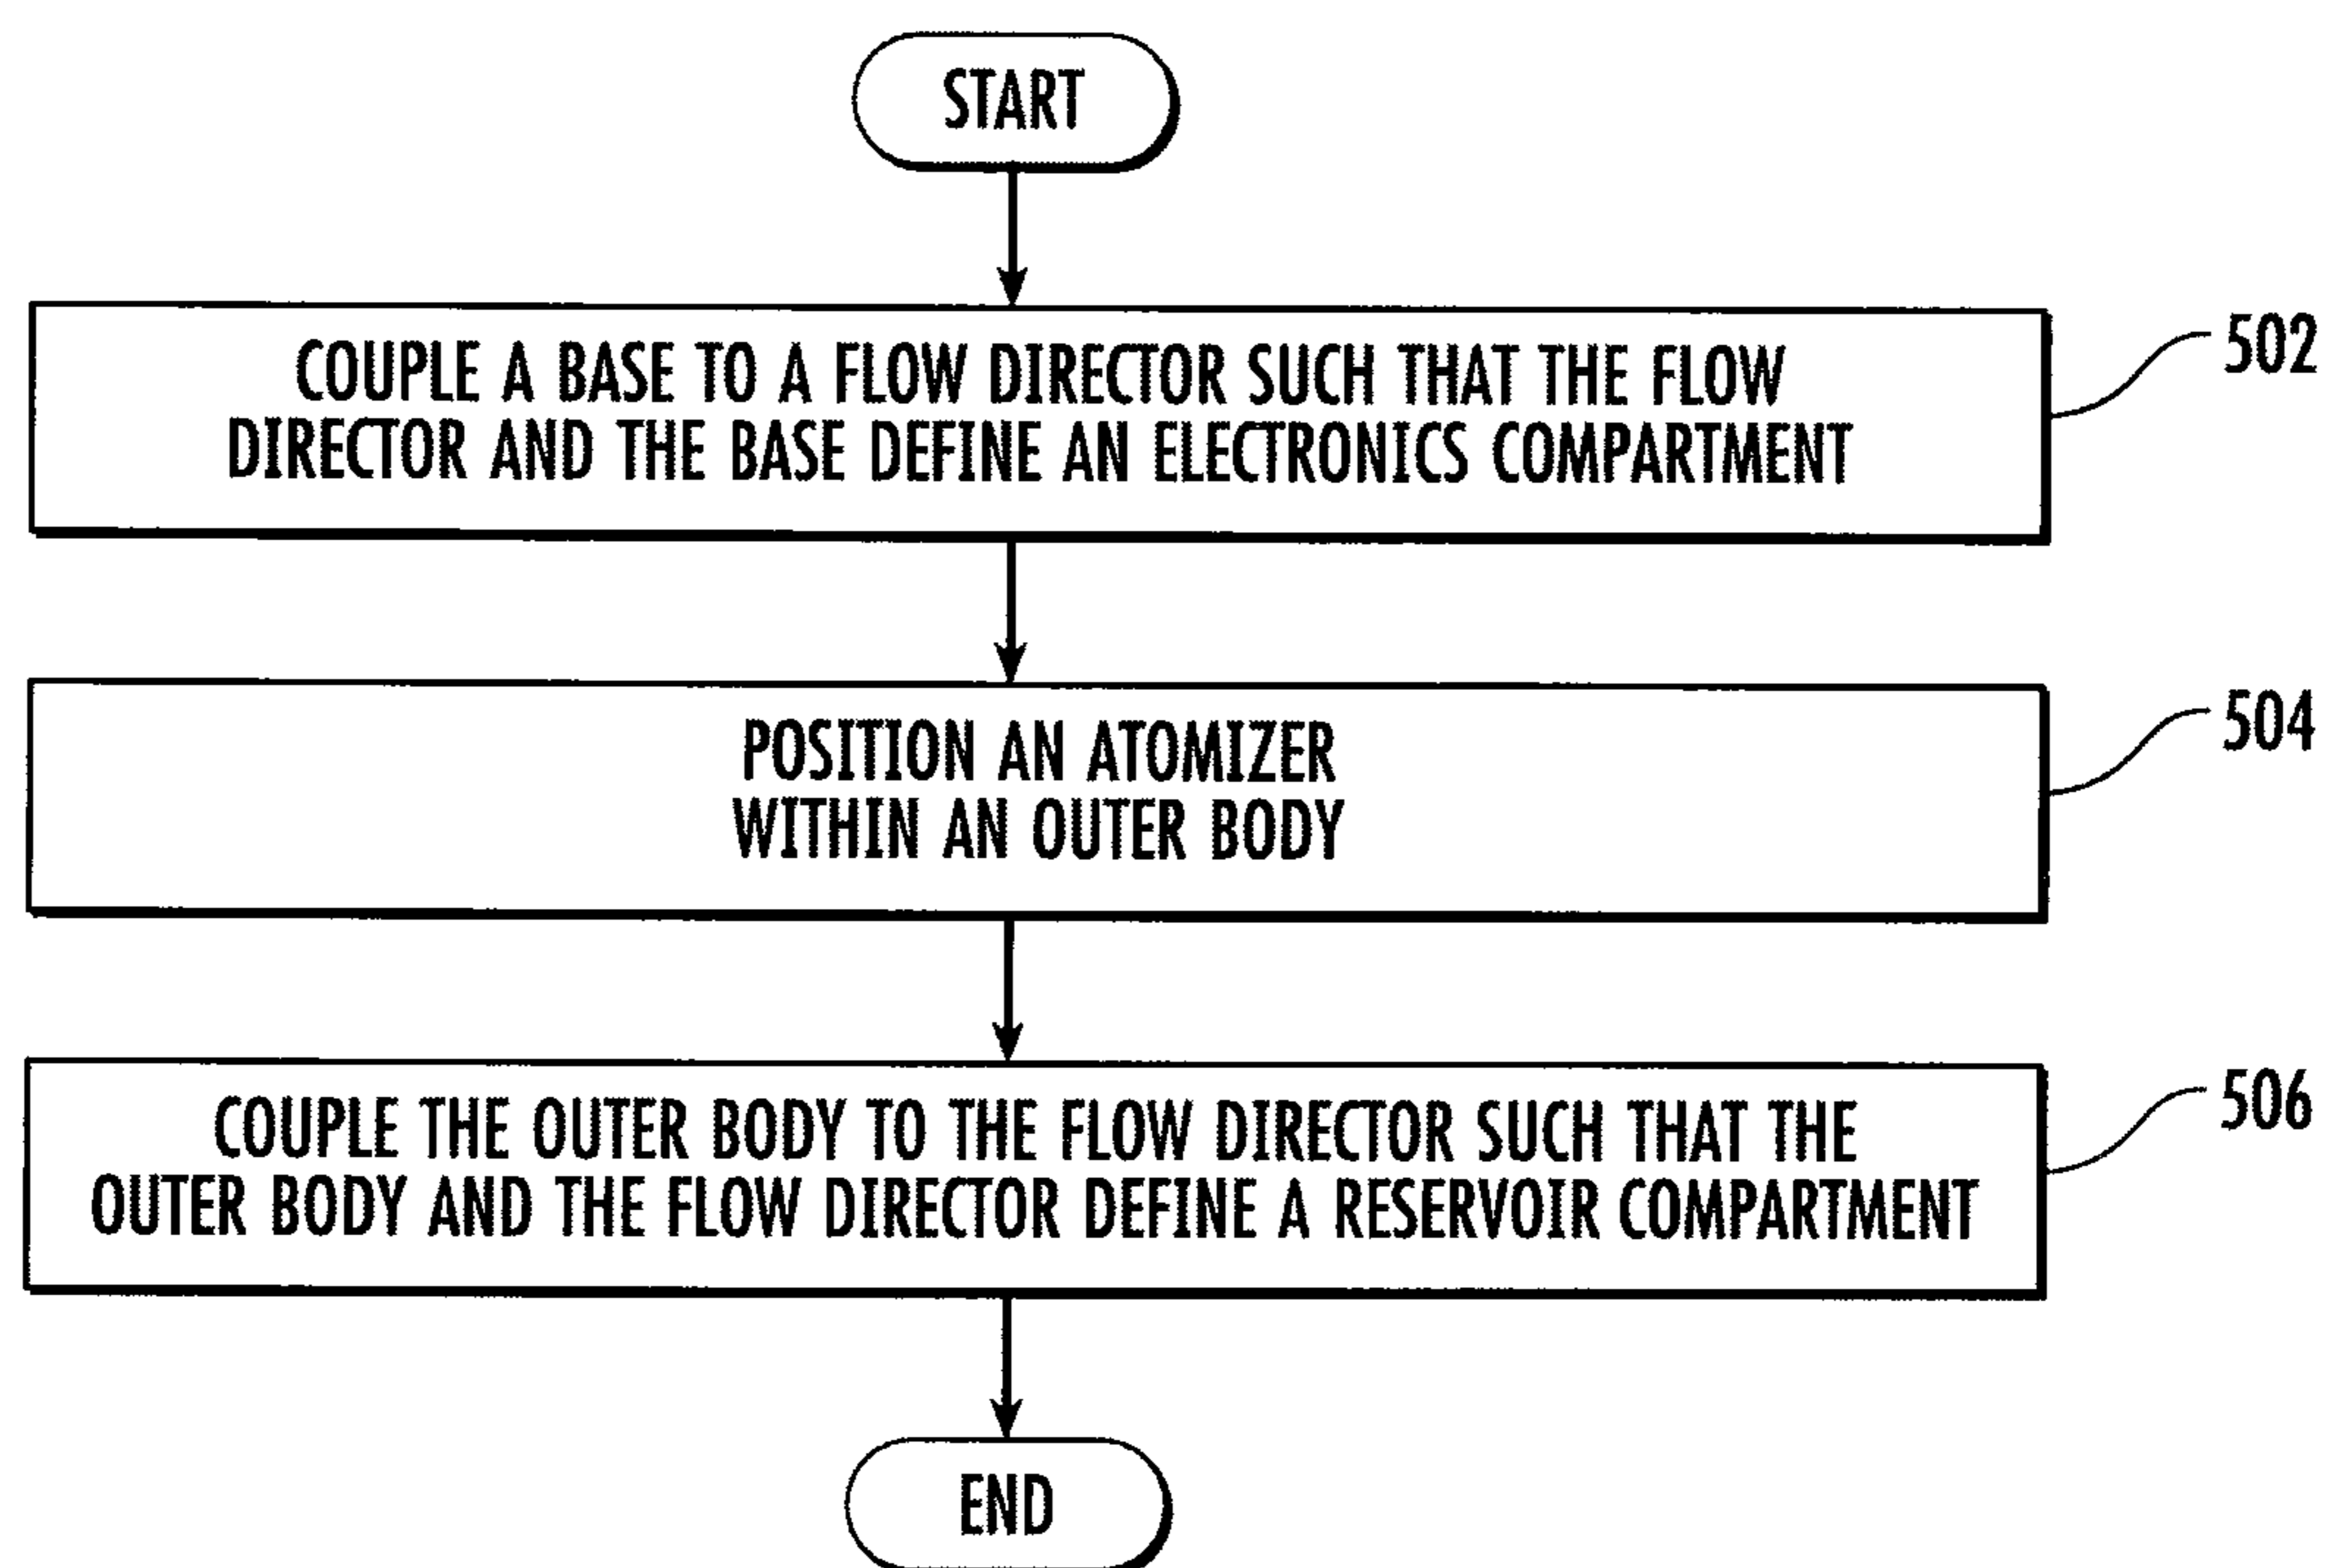 START
COUPLE A BASE TO A FLOW DIRECTOR SUCH THAT THE FLOW
DIRECTOR AND THE BASE DEFINE AN ELECTRONICS COMPARTMENT
502
POSITION AN ATOMIZER
WITHIN AN OUTER BODY
504
COUPLE THE OUTER BODY TO THE FLOW DIRECTOR SUCH THAT THE
OUTER BODY AND THE FLOW DIRECTOR DEFINE A RESERVOIR COMPARTMENT
506
END